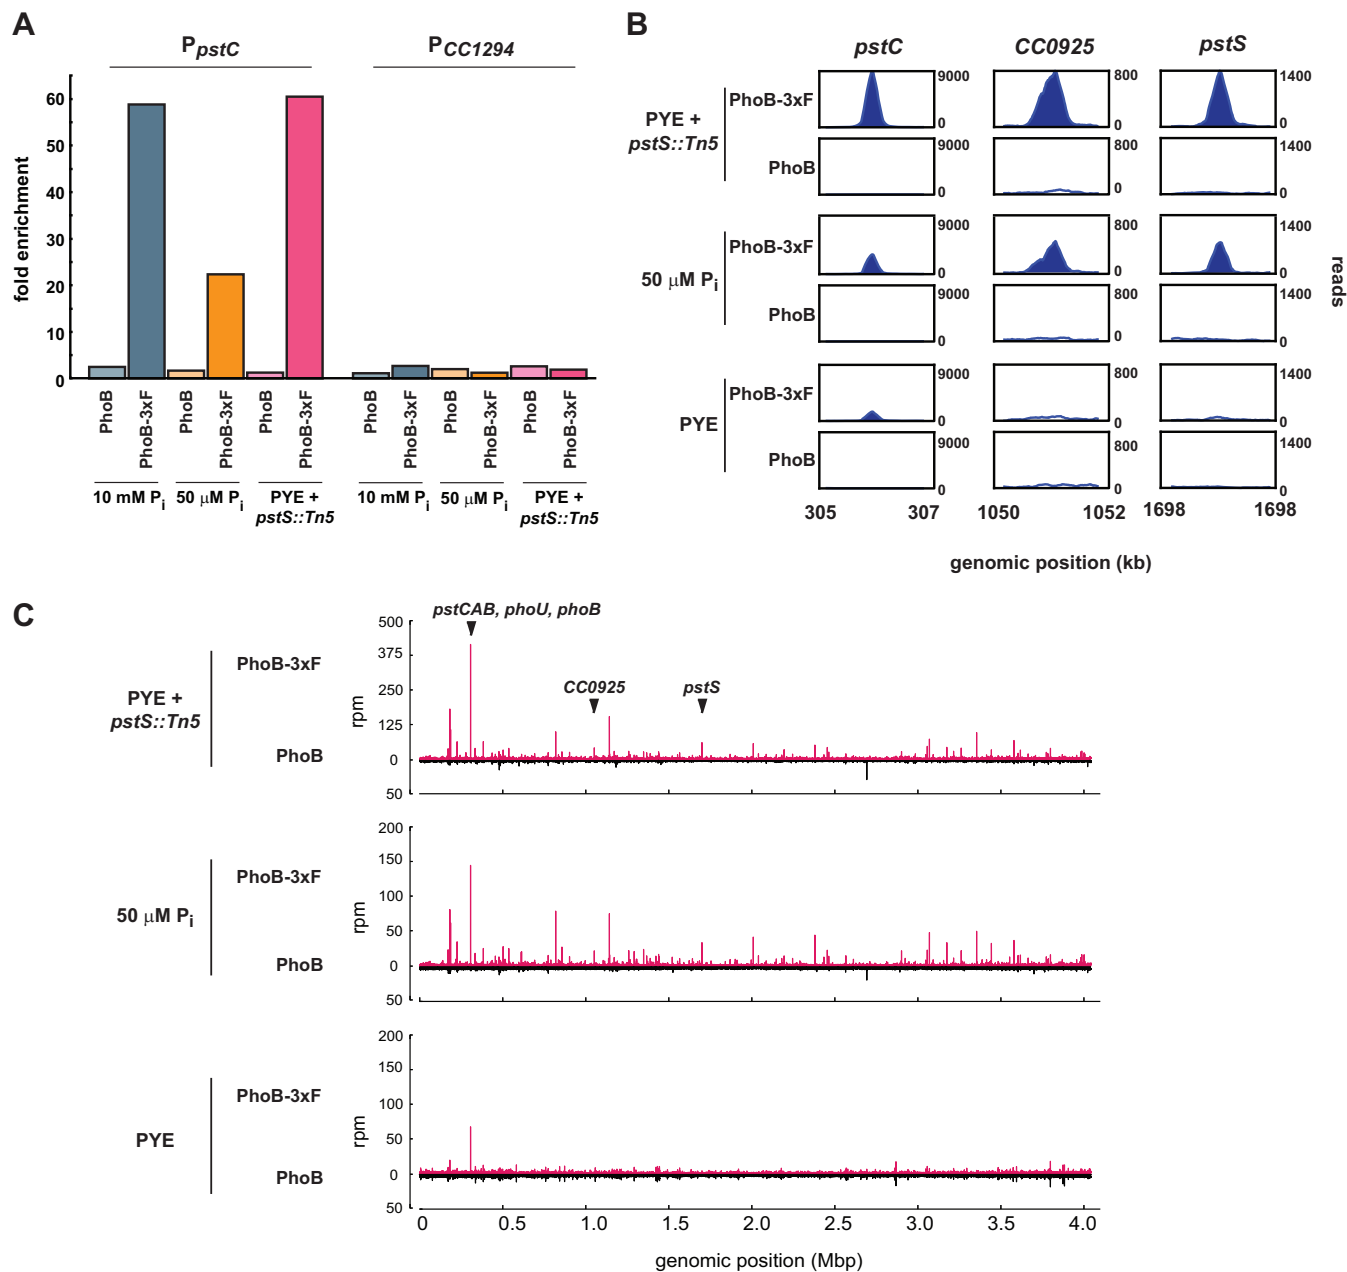 A
P pstC
P CC1294
fold enrichment
60
50
40
30
20
10
0
PhoB
PhoB-3xF
PhoB
PhoB-3xF
PhoB
PhoB-3xF
PhoB
PhoB-3xF
PhoB
PhoB-3xF
PhoB
PhoB-3xF
10 mM Pi
50 μM Pi
PYE +
pstS::Tn5
10 mM Pi
50 μM Pi
PYE +
pstS::Tn5
B
pstC
CC0925
pstS
PYE +
pstS::Tn5
PhoB-3xF
9000
0
800
0
1400
0
PhoB
9000
0
800
0
1400
0
50 μM Pi
PhoB-3xF
9000
0
800
0
1400
0
PhoB
9000
0
800
0
1400
0
PYE
PhoB-3xF
9000
0
800
0
1400
0
PhoB
9000
0
800
0
1400
0
reads
305
307
1050
1052
1698
1698
genomic position (kb)
C
pstCAB, phoU, phoB
CC0925
pstS
PYE +
pstS::Tn5
PhoB-3xF
PhoB
rpm
500
375
250
125
0
50
50 μM Pi
PhoB-3xF
PhoB
rpm
200
150
100
50
0
50
PYE
PhoB-3xF
PhoB
rpm
200
150
100
50
0
50
0
0.5
1.0
1.5
2.0
2.5
3.0
3.5
4.0
genomic position (Mbp)